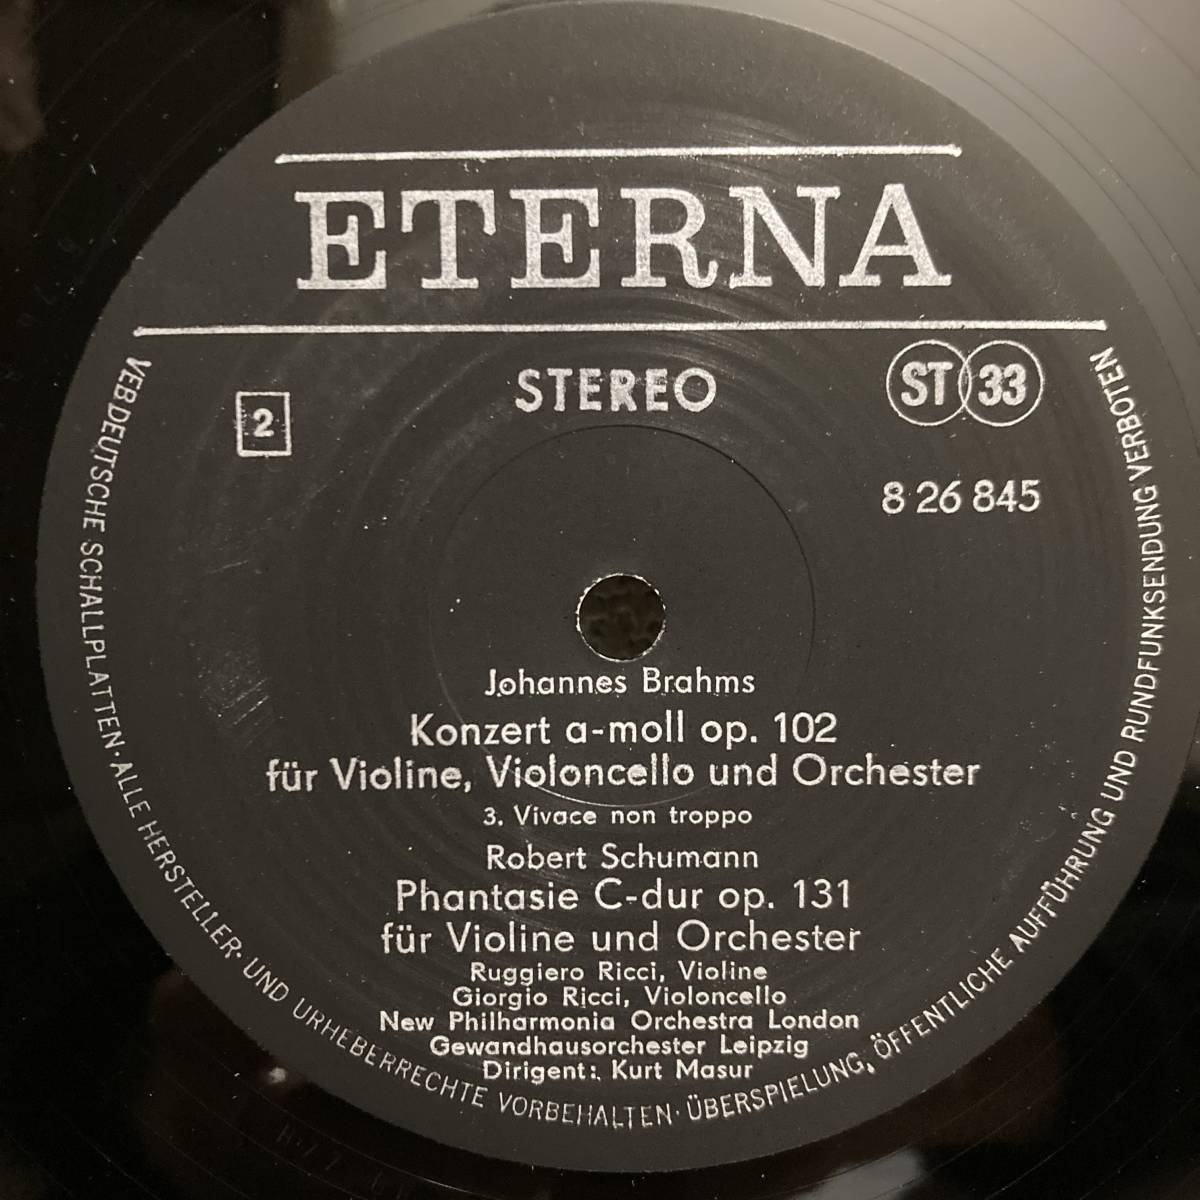 ETERNA
STEREO
ST 33
2
8 26 845
Johannes Brahms
Konzert a-moll op. 102
für Violine, Violoncello und Orchester
3. Vivace non troppo
Robert Schumann
Phantasie C-dur op. 131
für Violine und Orchester
Ruggiero Ricci, Violine
Giorgio Ricci, Violoncello
New Philharmonia Orchestra London
Gewandhausorchester Leipzig
Dirigent: Kurt Masur
VEB DEUTSCHE SCHALLPLATTEN · ALLE HERSTELLER- UND URHEBERRECHTE VORBEHALTEN · ÜBERSPIELUNG, ÖFFENTLICHE AUFFÜHRUNG UND RUNDFUNKSENDUNG VERBOTEN